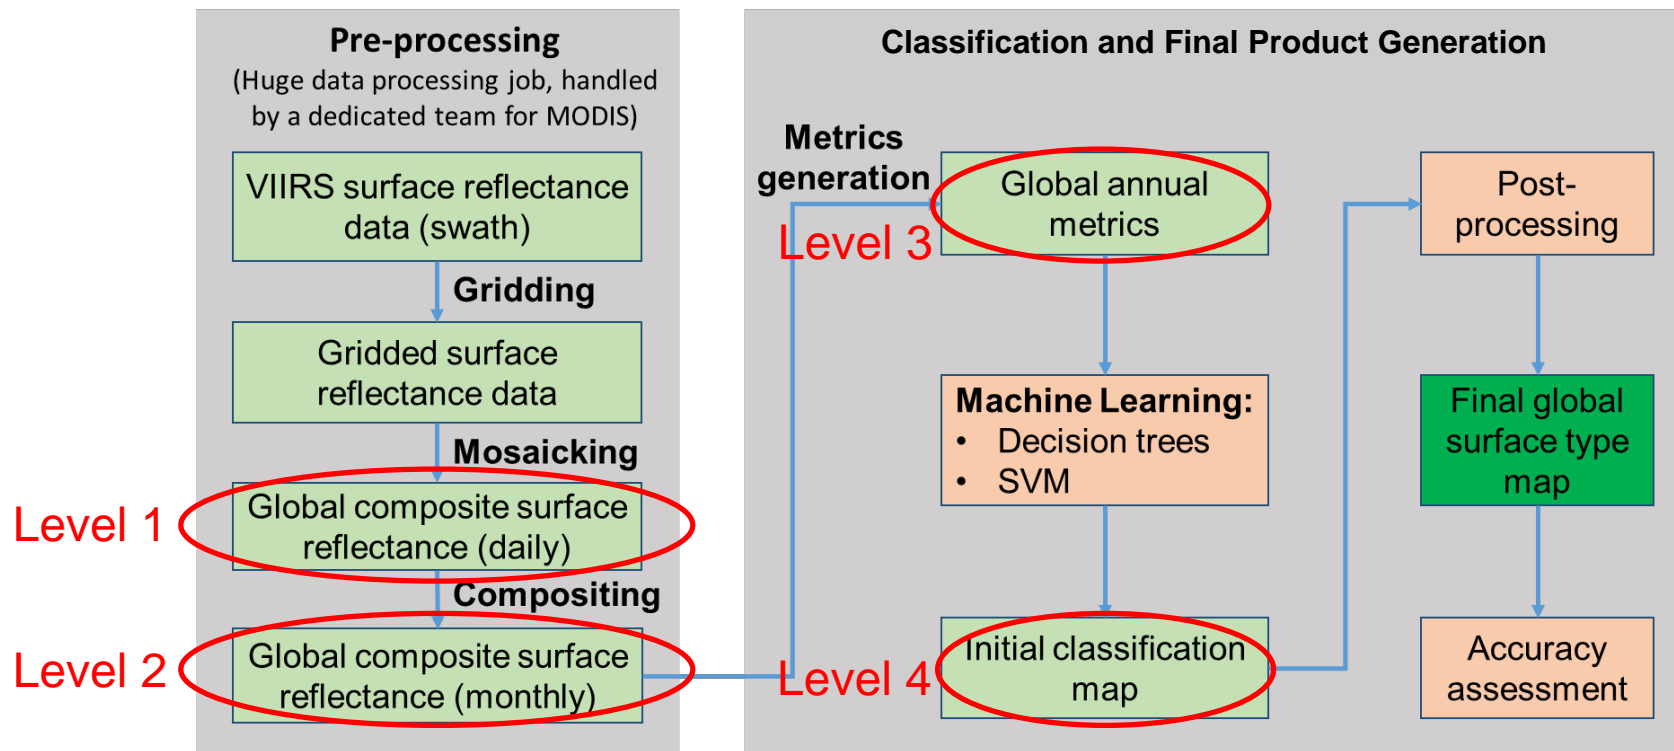 Pre-processing
(Huge data processing job, handled
by a dedicated team for MODIS)
VIIRS surface reflectance
data (swath)
Gridding
Gridded surface
reflectance data
Mosaicking
Level 1
Global composite surface
reflectance (daily)
Compositing
Level 2
Global composite surface
reflectance (monthly)
Classification and Final Product Generation
Metrics
generation
Level 3
Global annual
metrics
Machine Learning:
• Decision trees
• SVM
Level 4
Initial classification
map
Post-
processing
Final global
surface type
map
Accuracy
assessment